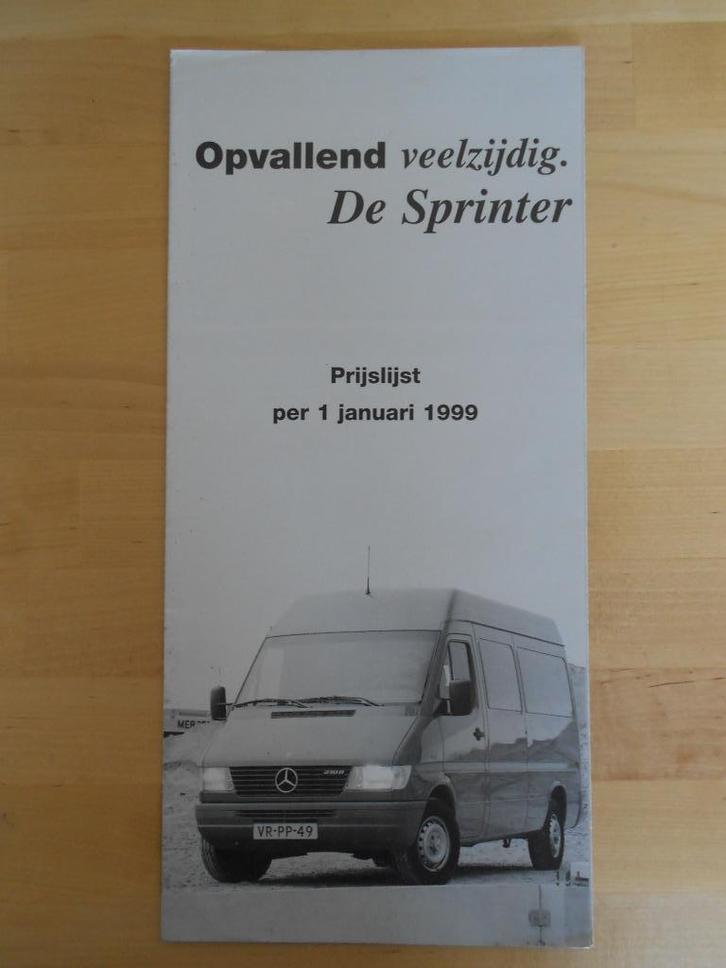 Opvallend veelzijdig.
De Sprinter
Prijslijst
per 1 januari 1999
VR-PP-49